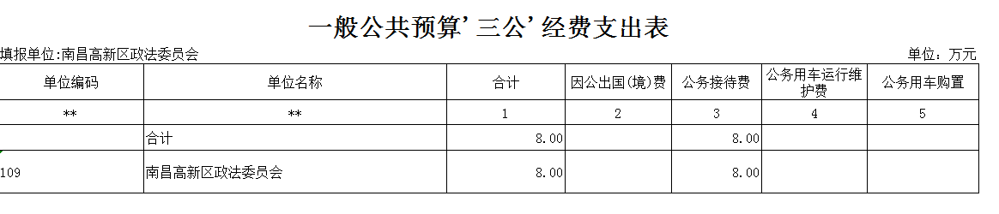 一般公共预算'三公'经费支出表
填报单位:南昌高新区政法委员会 单位：万元
单位编码 单位名称 合计 因公出国(境)费 公务接待费 公务用车运行维护费 公务用车购置
** ** 1 2 3 4 5
合计 8.00 8.00
109 南昌高新区政法委员会 8.00 8.00